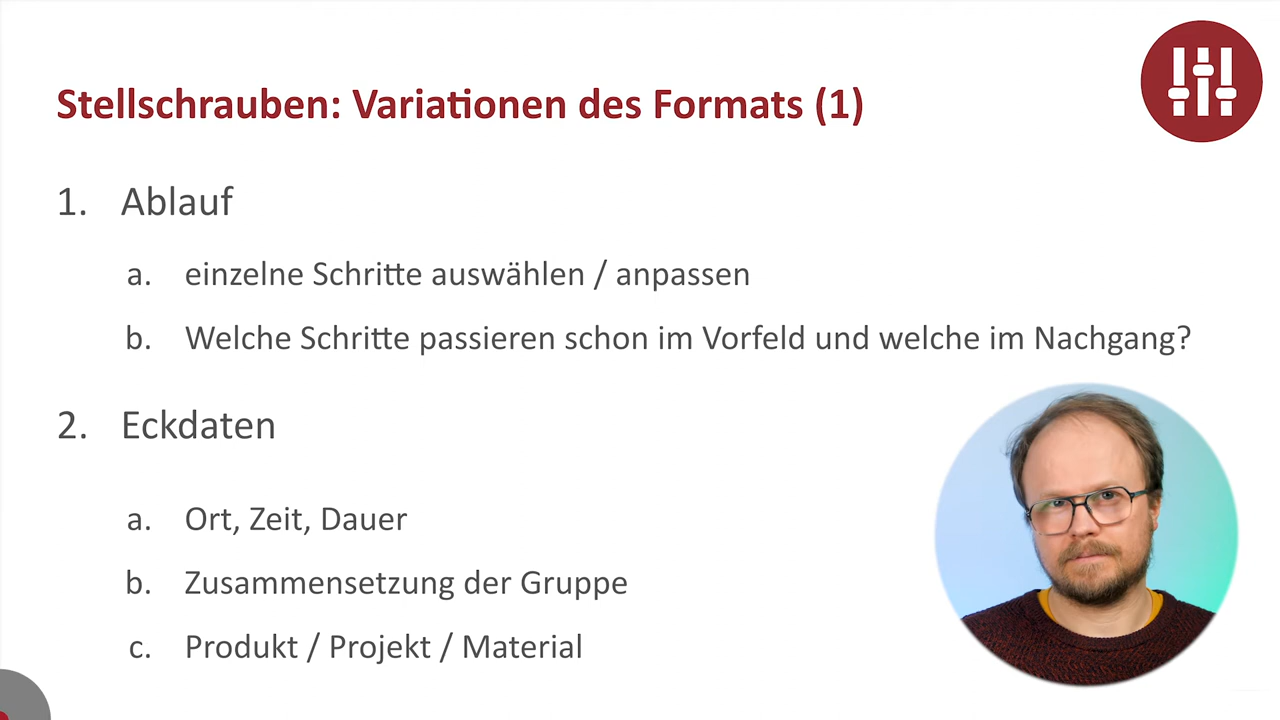 Stellschrauben: Variationen des Formats (1)
1. Ablauf
a. einzelne Schritte auswählen / anpassen
b. Welche Schritte passieren schon im Vorfeld und welche im Nachgang?
2. Eckdaten
a. Ort, Zeit, Dauer
b. Zusammensetzung der Gruppe
c. Produkt / Projekt / Material